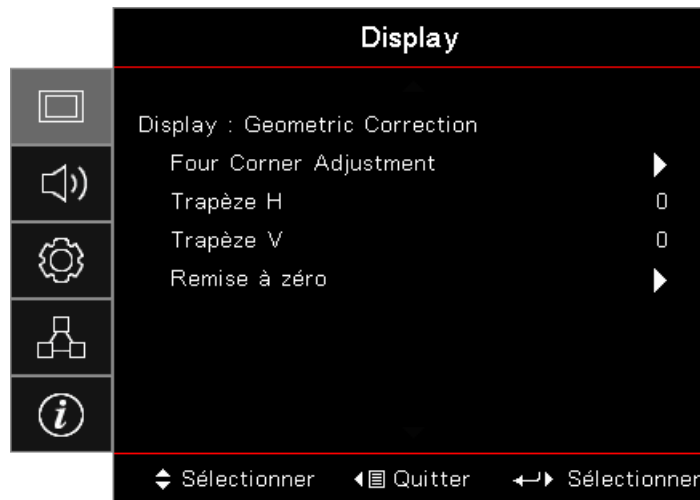 Display
Display : Geometric Correction
Four Corner Adjustment
Trapèze H 0
Trapèze V 0
Remise à zéro
Sélectionner Quitter Sélectionner